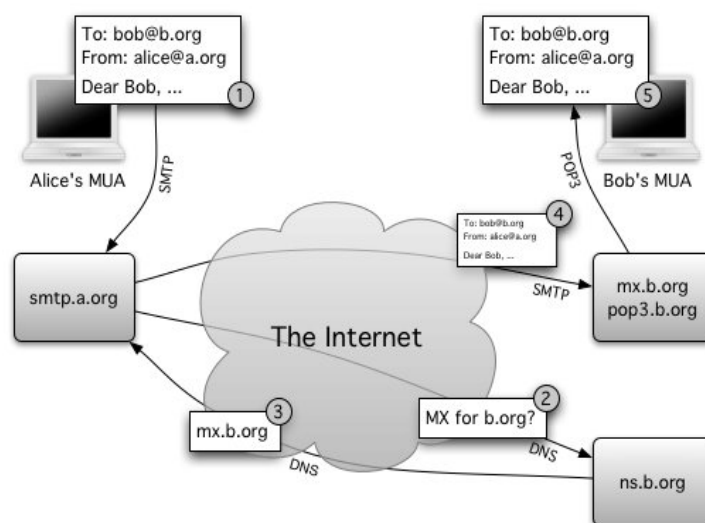 To: bob@b.org
From: alice@a.org
Dear Bob, ...
1
Alice's MUA
SMTP
To: bob@b.org
From: alice@a.org
Dear Bob, ...
5
Bob's MUA
POP3
To: bob@b.org
From: alice@a.org
Dear Bob, ...
4
SMTP
smtp.a.org
mx.b.org
pop3.b.org
The Internet
mx.b.org
3
DNS
MX for b.org?
2
DNS
ns.b.org